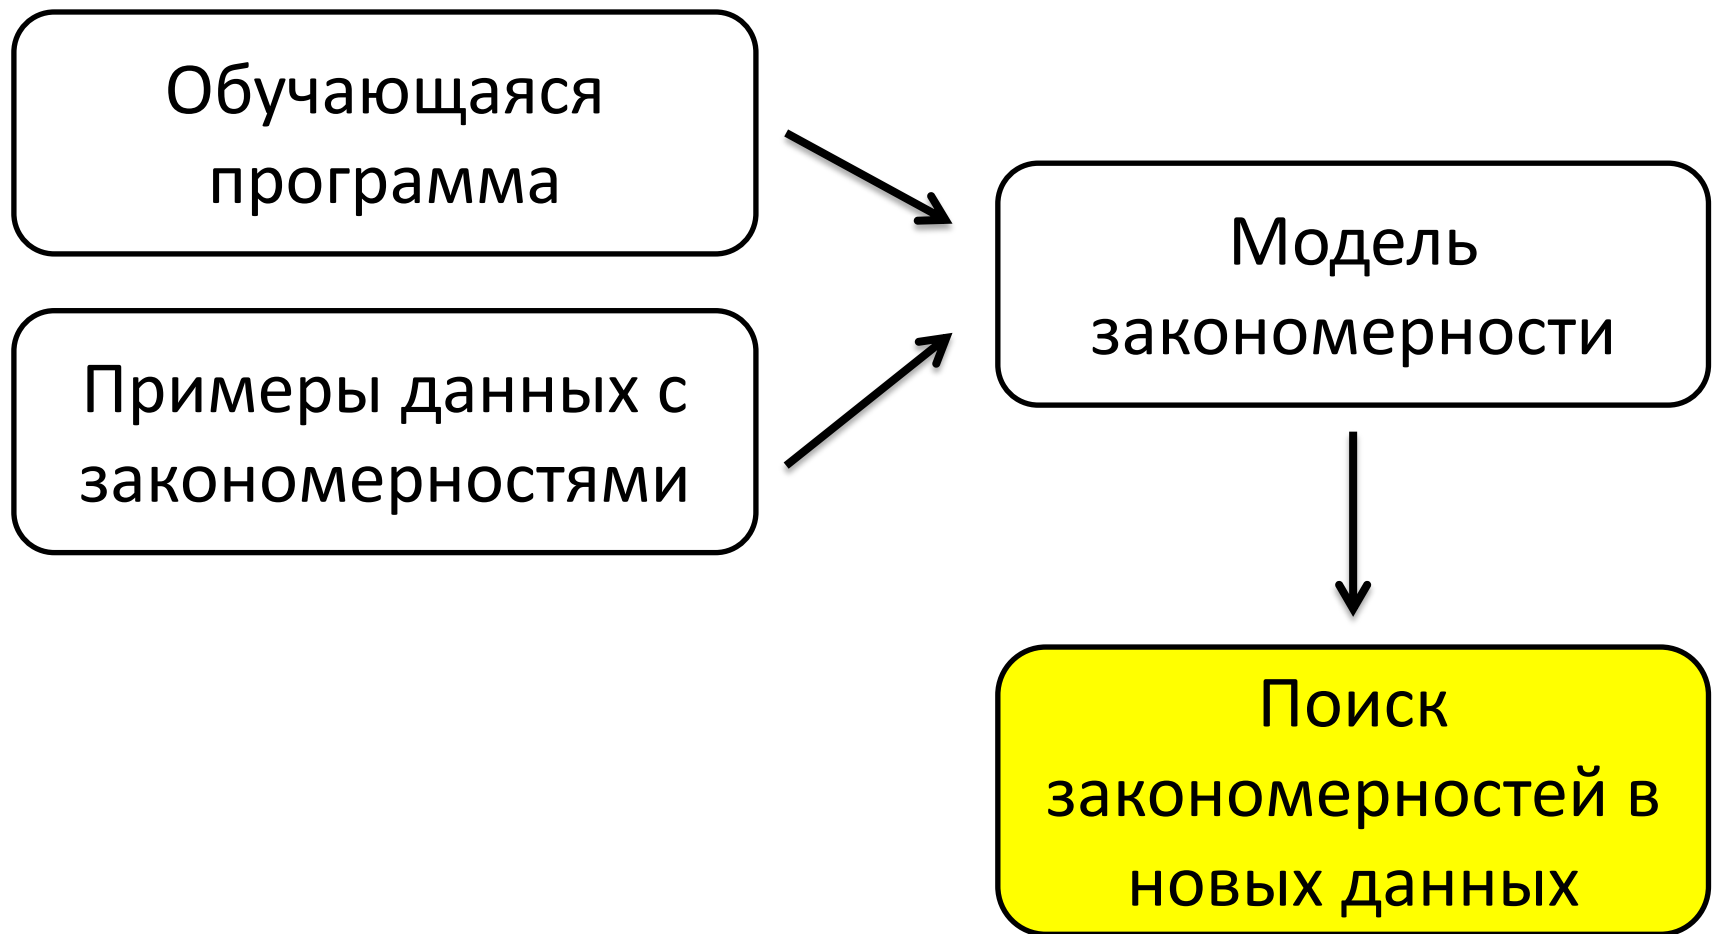 Обучающаяся
программа
Примеры данных с
закономерностями
Модель
закономерности
Поиск
закономерностей в
новых данных